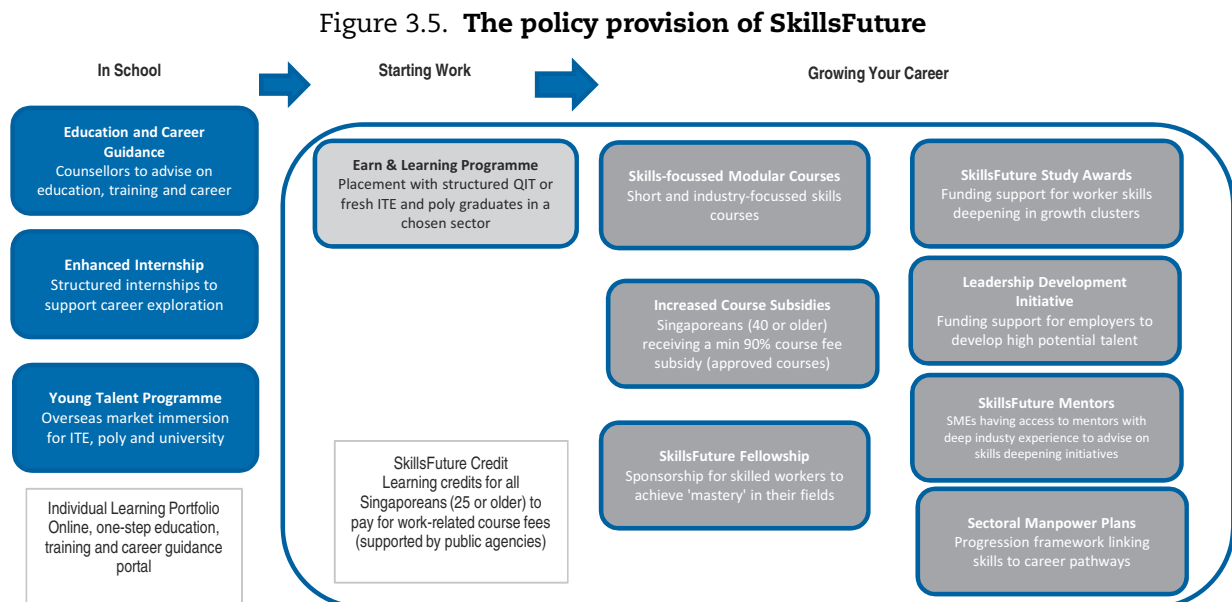 Figure 3.5. The policy provision of SkillsFuture
In School
Starting Work
Growing Your Career
Education and Career
Guidance
Counsellors to advise on
education, training and career
Enhanced Internship
Structured internships to
support career exploration
Young Talent Programme
Overseas market immersion
for ITE, poly and university
Individual Learning Portfolio
Online, one-step education,
training and career guidance
portal
Earn & Learning Programme
Placement with structured QIT or
fresh ITE and poly graduates in a
chosen sector
SkillsFuture Credit
Learning credits for all
Singaporeans (25 or older) to
pay for work-related course fees
(supported by public agencies)
Skills-focussed Modular Courses
Short and industry-focussed skills
courses
Increased Course Subsidies
Singaporeans (40 or older)
receiving a min 90% course fee
subsidy (approved courses)
SkillsFuture Fellowship
Sponsorship for skilled workers to
achieve 'mastery' in their fields
SkillsFuture Study Awards
Funding support for worker skills
deepening in growth clusters
Leadership Development
Initiative
Funding support for employers to
develop high potential talent
SkillsFuture Mentors
SMEs having access to mentors with
deep industy experience to advise on
skills deepening initiatives
Sectoral Manpower Plans
Progression framework linking
skills to career pathways